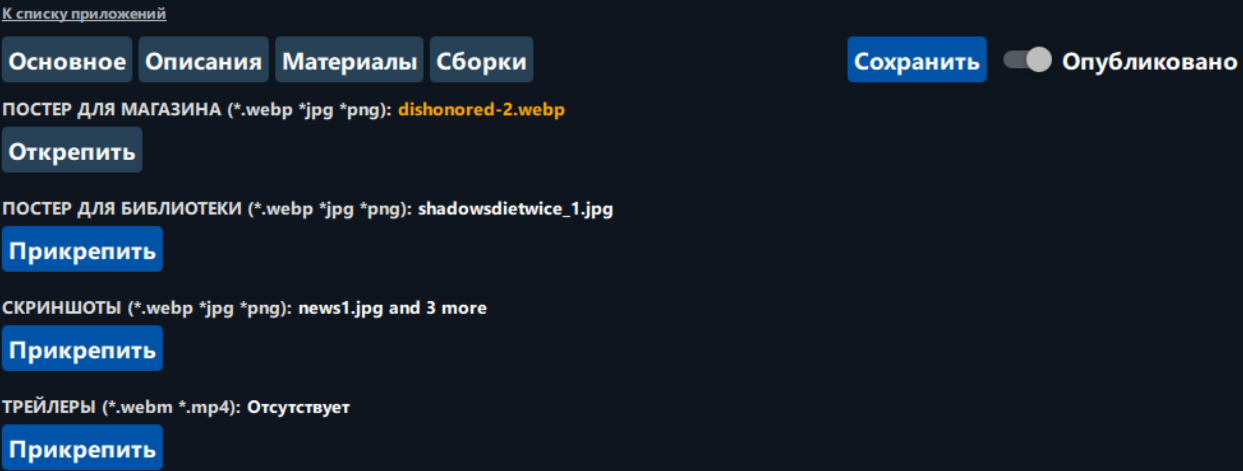 К списку приложений
Основное Описания Материалы Сборки Сохранить Опубликовано
ПОСТЕР ДЛЯ МАГАЗИНА (*.webp *jpg *png): dishonored-2.webp
Открепить
ПОСТЕР ДЛЯ БИБЛИОТЕКИ (*.webp *jpg *png): shadowsdietwice_1.jpg
Прикрепить
СКРИНШОТЫ (*.webp *jpg *png): news1.jpg and 3 more
Прикрепить
ТРЕЙЛЕРЫ (*.webm *.mp4): Отсутствует
Прикрепить